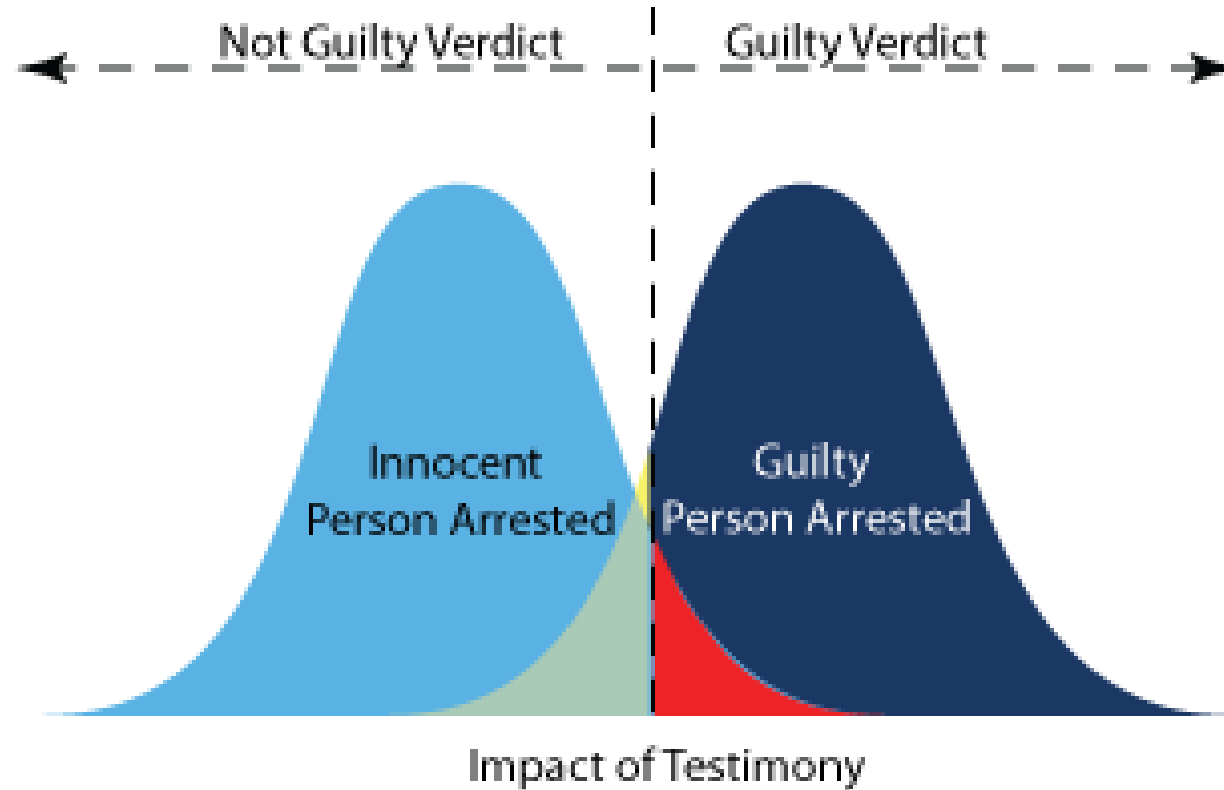 Not Guilty Verdict
Guilty Verdict
Innocent
Person Arrested
Guilty
Person Arrested
Impact of Testimony